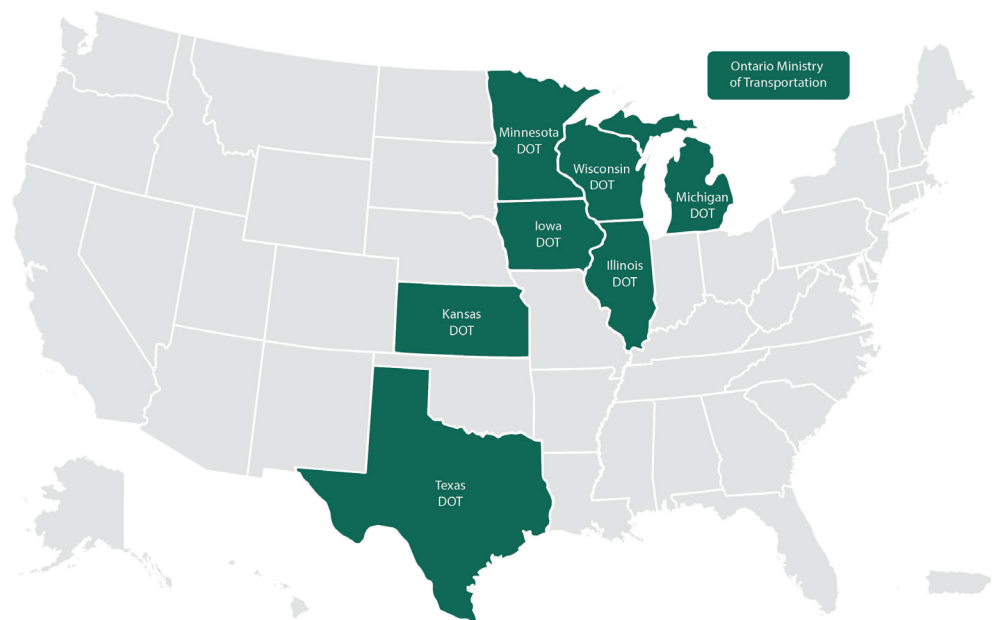 Ontario Ministry
of Transportation
Minnesota
DOT
Wisconsin
DOT
Michigan
DOT
Iowa
DOT
Illinois
DOT
Kansas
DOT
Texas
DOT